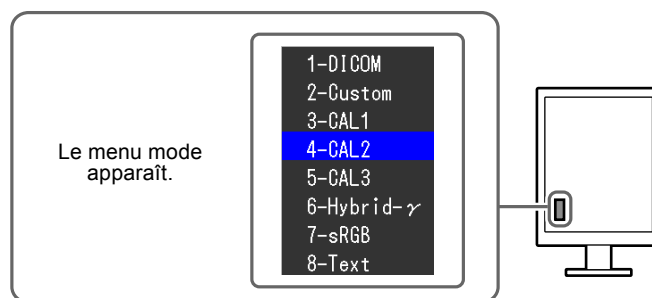 Le menu mode
apparaît.
1-DICOM
2-Custom
3-CAL1
4-CAL2
5-CAL3
6-Hybrid-γ
7-sRGB
8-Text